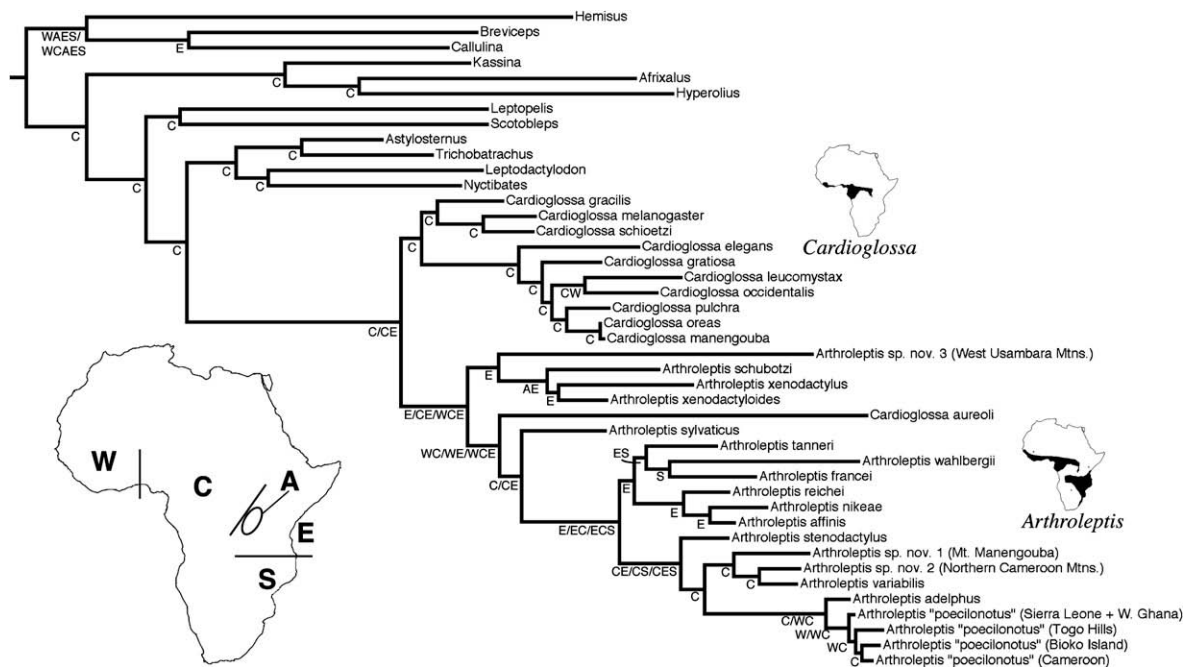 Hemisus
WAES/
WCAES
Breviceps
E
Callulina
Kassina
C
Afrixalus
C
Hyperolius
C
Leptopelis
C
Scotobleps
Astylosternus
C
Trichobatrachus
C
Leptodactylodon
C
Nyctibates
C
Cardioglossa gracilis
C
Cardioglossa melanogaster
C
Cardioglossa schioetzi
C
Cardioglossa elegans
C
Cardioglossa gratiosa
C
Cardioglossa leucomystax
CW
Cardioglossa occidentalis
C
Cardioglossa pulchra
C
Cardioglossa oreas
C
Cardioglossa manengouba
C/CE
Cardioglossa
Arthroleptis sp. nov. 3 (West Usambara Mtns.)
E
Arthroleptis schubotzi
AE
Arthroleptis xenodactylus
E
Arthroleptis xenodactyloides
E/CE/WCE
Cardioglossa aureoli
WC/WE/WCE
Arthroleptis sylvaticus
C/CE
Arthroleptis tanneri
ES
Arthroleptis wahlbergii
S
Arthroleptis francei
E
Arthroleptis reichei
E
Arthroleptis nikeae
E
Arthroleptis affinis
E/EC/ECS
Arthroleptis
Arthroleptis stenodactylus
CE/CS/CES
Arthroleptis sp. nov. 1 (Mt. Manengouba)
C
Arthroleptis sp. nov. 2 (Northern Cameroon Mtns.)
C
Arthroleptis variabilis
C
Arthroleptis adelphus
C/WC
Arthroleptis "poecilonotus" (Sierra Leone + W. Ghana)
W/WC
Arthroleptis "poecilonotus" (Togo Hills)
WC
Arthroleptis "poecilonotus" (Bioko Island)
C
Arthroleptis "poecilonotus" (Cameroon)
W
C
A
E
S